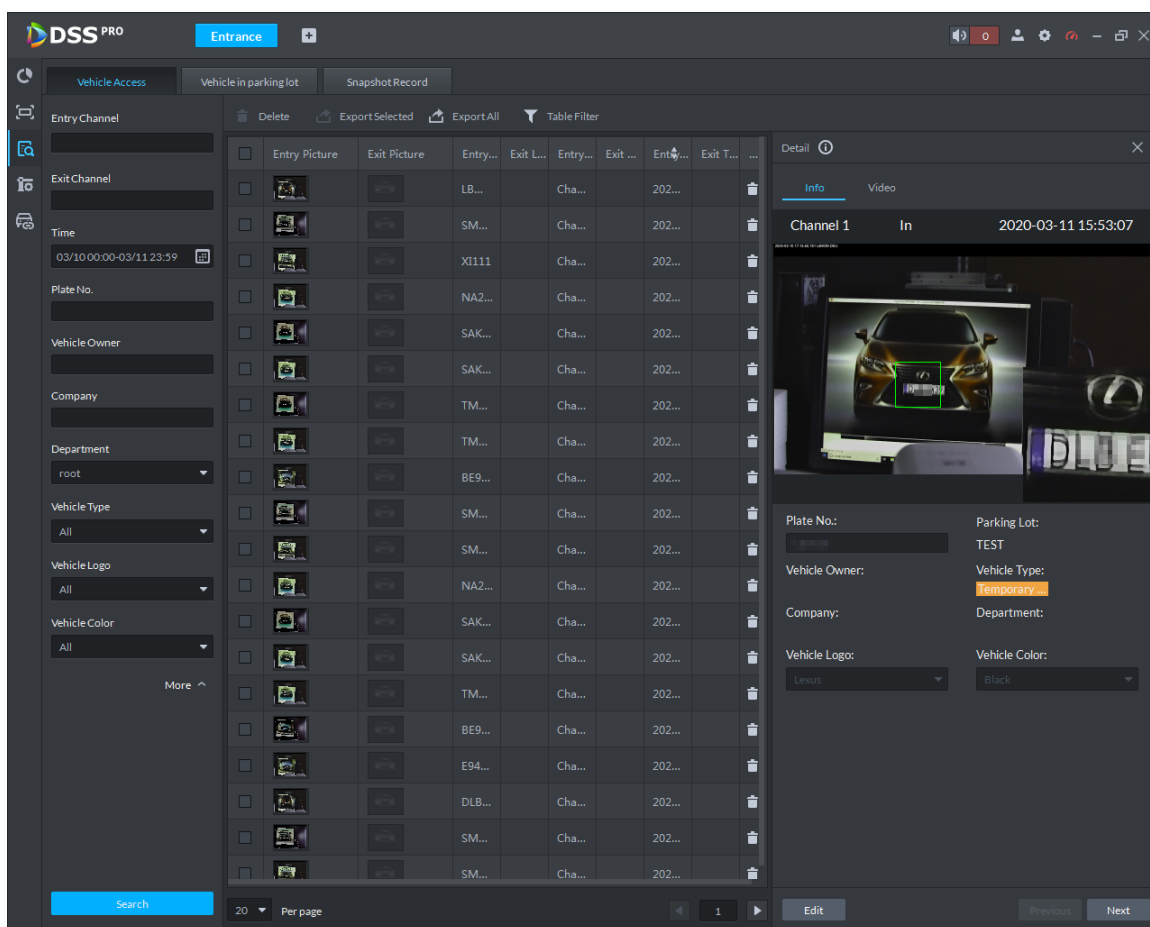 DSS PRO
Entrance
0
Vehicle Access
Vehicle in parking lot
Snapshot Record
Entry Channel
Exit Channel
Time
03/10 00:00-03/11 23:59
Plate No.
Vehicle Owner
Company
Department
root
Vehicle Type
All
Vehicle Logo
All
Vehicle Color
All
More
Search
Delete
Export Selected
Export All
Table Filter
Entry Picture Exit Picture Entry... Exit L... Entry... Exit ... Entry... Exit T... ...
LB... Cha... 202...
SM... Cha... 202...
XI111 Cha... 202...
NA2... Cha... 202...
SAK... Cha... 202...
SAK... Cha... 202...
TM... Cha... 202...
TM... Cha... 202...
BE9... Cha... 202...
SM... Cha... 202...
SM... Cha... 202...
NA2... Cha... 202...
SAK... Cha... 202...
SAK... Cha... 202...
TM... Cha... 202...
BE9... Cha... 202...
E94... Cha... 202...
DLB... Cha... 202...
SM... Cha... 202...
SM... Cha... 202...
20 Per page
1
Detail
Info Video
Channel 1 In 2020-03-11 15:53:07
Plate No.:
Parking Lot:
TEST
Vehicle Owner:
Vehicle Type:
Temporary ...
Company:
Department:
Vehicle Logo:
Vehicle Color:
Lexus
Black
Edit
Previous
Next